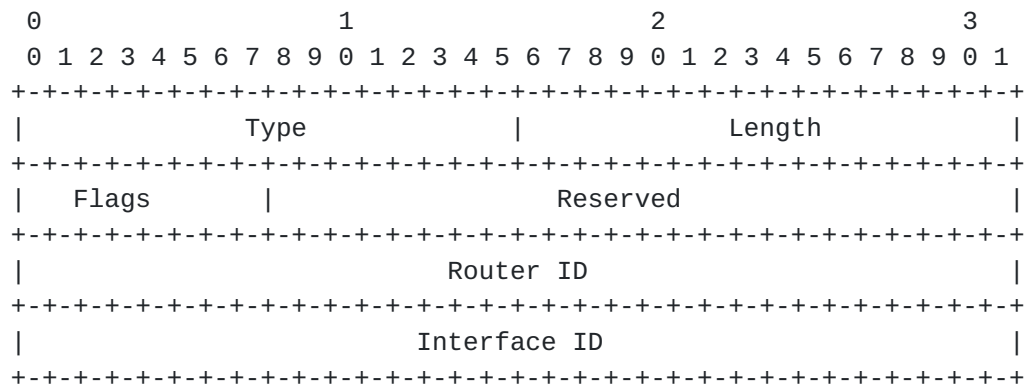 0                   1                   2                   3
 0 1 2 3 4 5 6 7 8 9 0 1 2 3 4 5 6 7 8 9 0 1 2 3 4 5 6 7 8 9 0 1
+-+-+-+-+-+-+-+-+-+-+-+-+-+-+-+-+-+-+-+-+-+-+-+-+-+-+-+-+-+-+-+-+
|              Type             |             Length            |
+-+-+-+-+-+-+-+-+-+-+-+-+-+-+-+-+-+-+-+-+-+-+-+-+-+-+-+-+-+-+-+-+
|   Flags       |                  Reserved                     |
+-+-+-+-+-+-+-+-+-+-+-+-+-+-+-+-+-+-+-+-+-+-+-+-+-+-+-+-+-+-+-+-+
|                           Router ID                           |
+-+-+-+-+-+-+-+-+-+-+-+-+-+-+-+-+-+-+-+-+-+-+-+-+-+-+-+-+-+-+-+-+
|                         Interface ID                          |
+-+-+-+-+-+-+-+-+-+-+-+-+-+-+-+-+-+-+-+-+-+-+-+-+-+-+-+-+-+-+-+-+